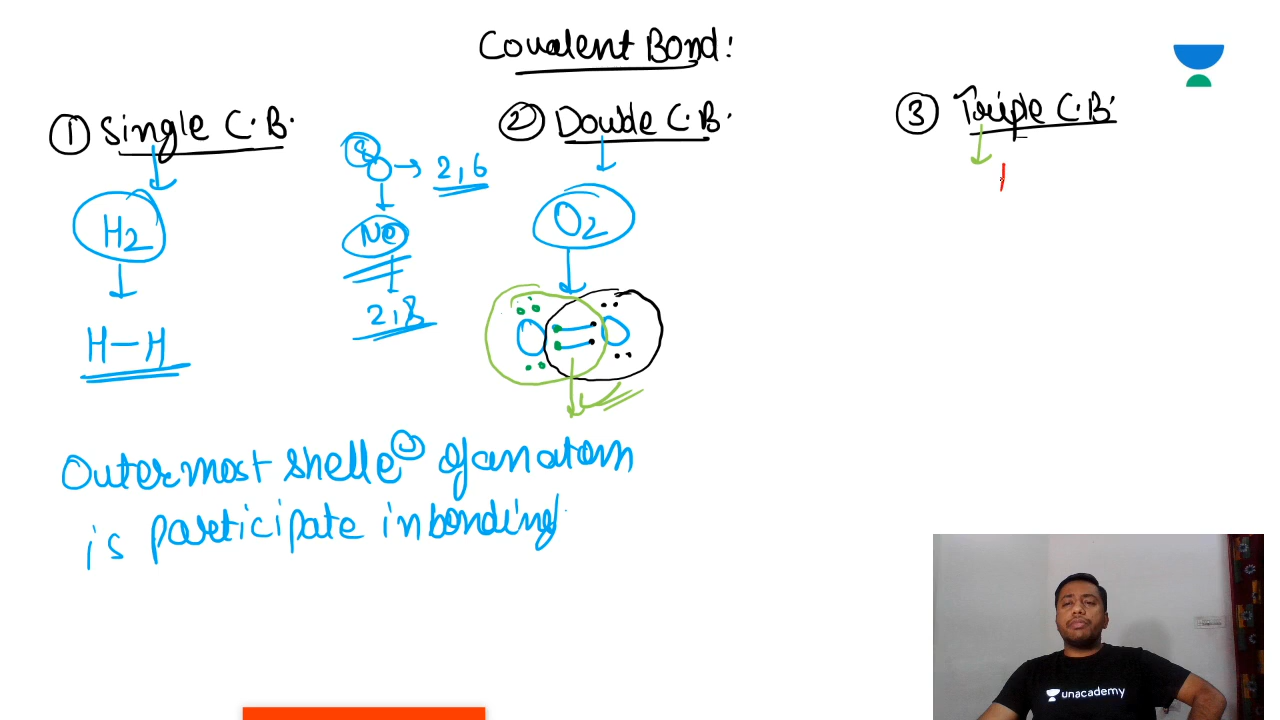 Covalent Bond:
① Single C.B.
H2
H-H
8O → 2,6
Ne
2,8
② Double C.B.
O2
O O
③ Triple C.B.
Outermost shell e⊖ of an atom
is participate in bonding.
unacademy